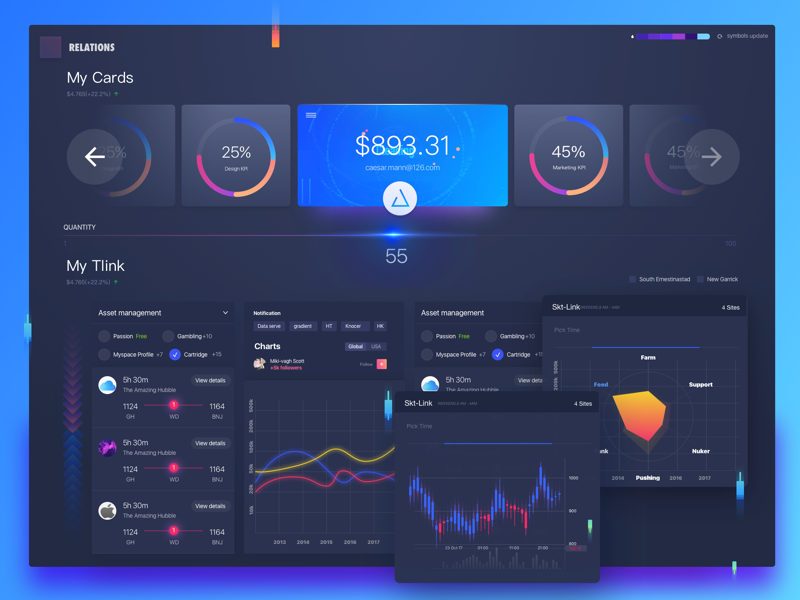 RELATIONS
symbols update
My Cards
$4.765(+22.2%)
25%
Design KPI
$893.31
caesar.mann@126.com
45%
Marketing KPI
45%
QUANTITY
1
100
55
My Tlink
$4.765(+22.2%)
South Ernestinastad
New Garrick
Asset management
Passion Free
Gambling +10
Myspace Profile +7
Cartridge +15
5h 30m
The Amazing Hubble
View details
1124
1
1164
GH
WD
BNJ
5h 30m
The Amazing Hubble
View details
1124
1
1164
GH
WD
BNJ
5h 30m
The Amazing Hubble
View details
1124
1
1164
GH
WD
BNJ
Notification
Data serve
gradient
HT
Knocer
HK
Charts
Global
USA
Miki-vagh Scott
+5k followers
Follow
2013
2014
2015
2016
2017
Asset management
Passion Free
Gambling +10
Myspace Profile +7
Cartridge
5h 30m
The Amazing Hubble
View deta
Skt-Link
4 Sites
Pick Time
Farm
Feed
Support
nk
Nuker
Pushing
2014
2016
2017
Skt-Link
4 Sites
Pick Time
1000
900
800
23 Oct 17
01:00
11:00
21:00